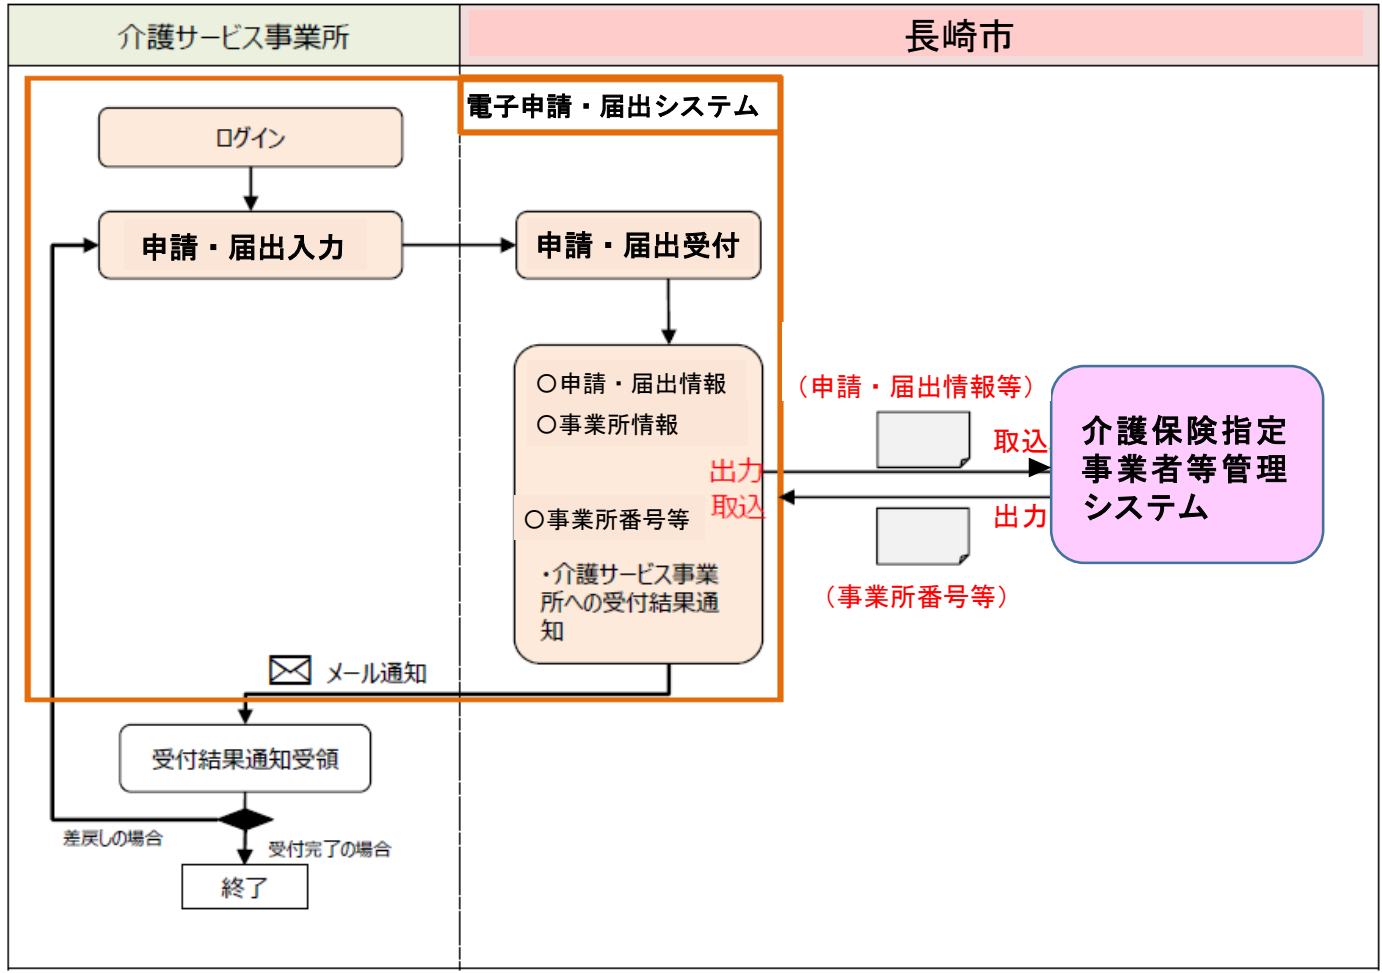 介護サービス事業所
長崎市
電子申請・届出システム
ログイン
申請・届出入力
申請・届出受付
〇申請・届出情報
〇事業所情報
出力
取込
〇事業所番号等
・介護サービス事業
所への受付結果通
知
（申請・届出情報等）
取込
出力
（事業所番号等）
介護保険指定
事業者等管理
システム
メール通知
受付結果通知受領
差戻しの場合
受付完了の場合
終了